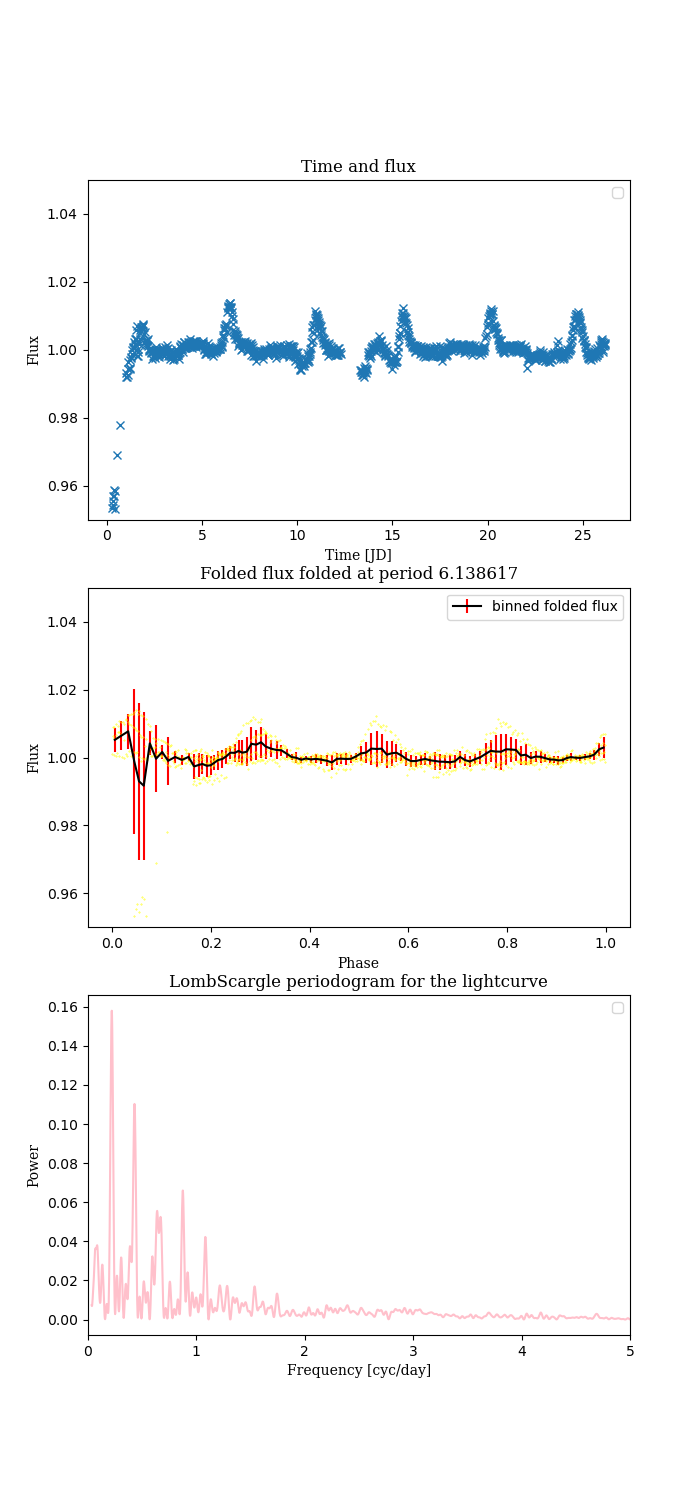 Time and flux
1.04
1.02
1.00
0.98
0.96
Flux
0 5 10 15 20 25
Time [JD]
Folded flux folded at period 6.138617
binned folded flux
1.04
1.02
1.00
0.98
0.96
Flux
0.0 0.2 0.4 0.6 0.8 1.0
Phase
LombScargle periodogram for the lightcurve
0.16
0.14
0.12
0.10
0.08
0.06
0.04
0.02
0.00
Power
0 1 2 3 4 5
Frequency [cyc/day]